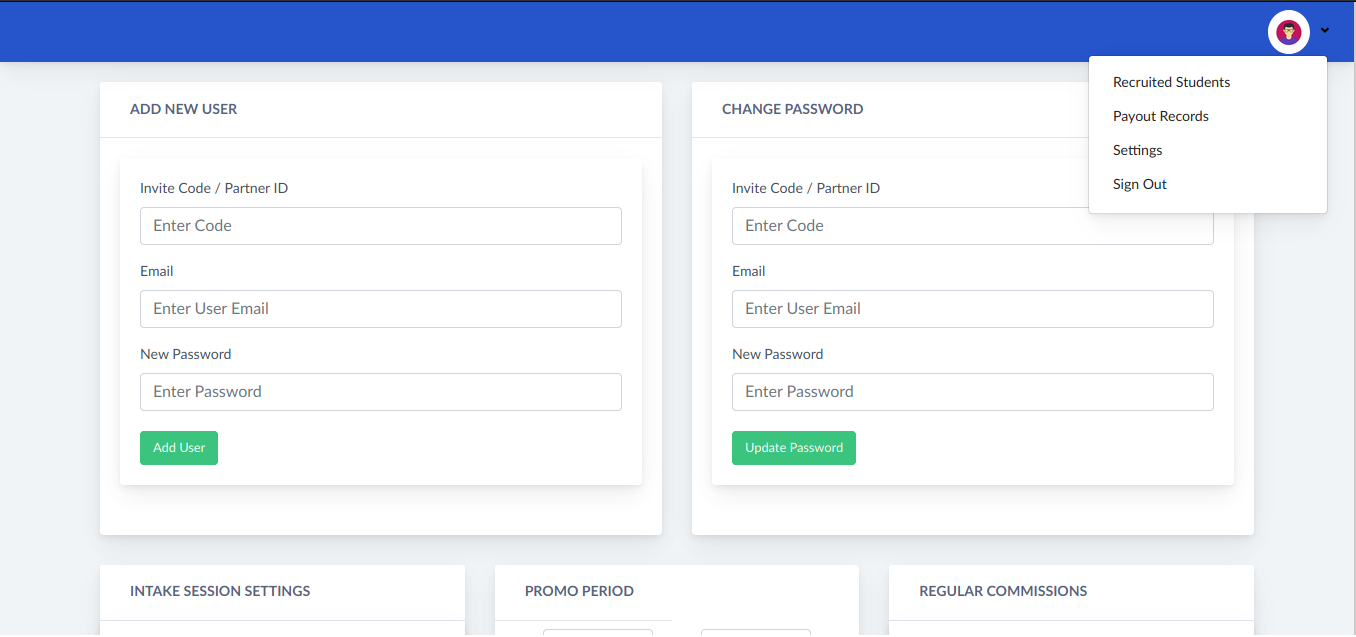 Recruited Students
Payout Records
Settings
Sign Out
ADD NEW USER
Invite Code / Partner ID
Enter Code
Email
Enter User Email
New Password
Enter Password
Add User
CHANGE PASSWORD
Invite Code / Partner ID
Enter Code
Email
Enter User Email
New Password
Enter Password
Update Password
INTAKE SESSION SETTINGS
PROMO PERIOD
REGULAR COMMISSIONS